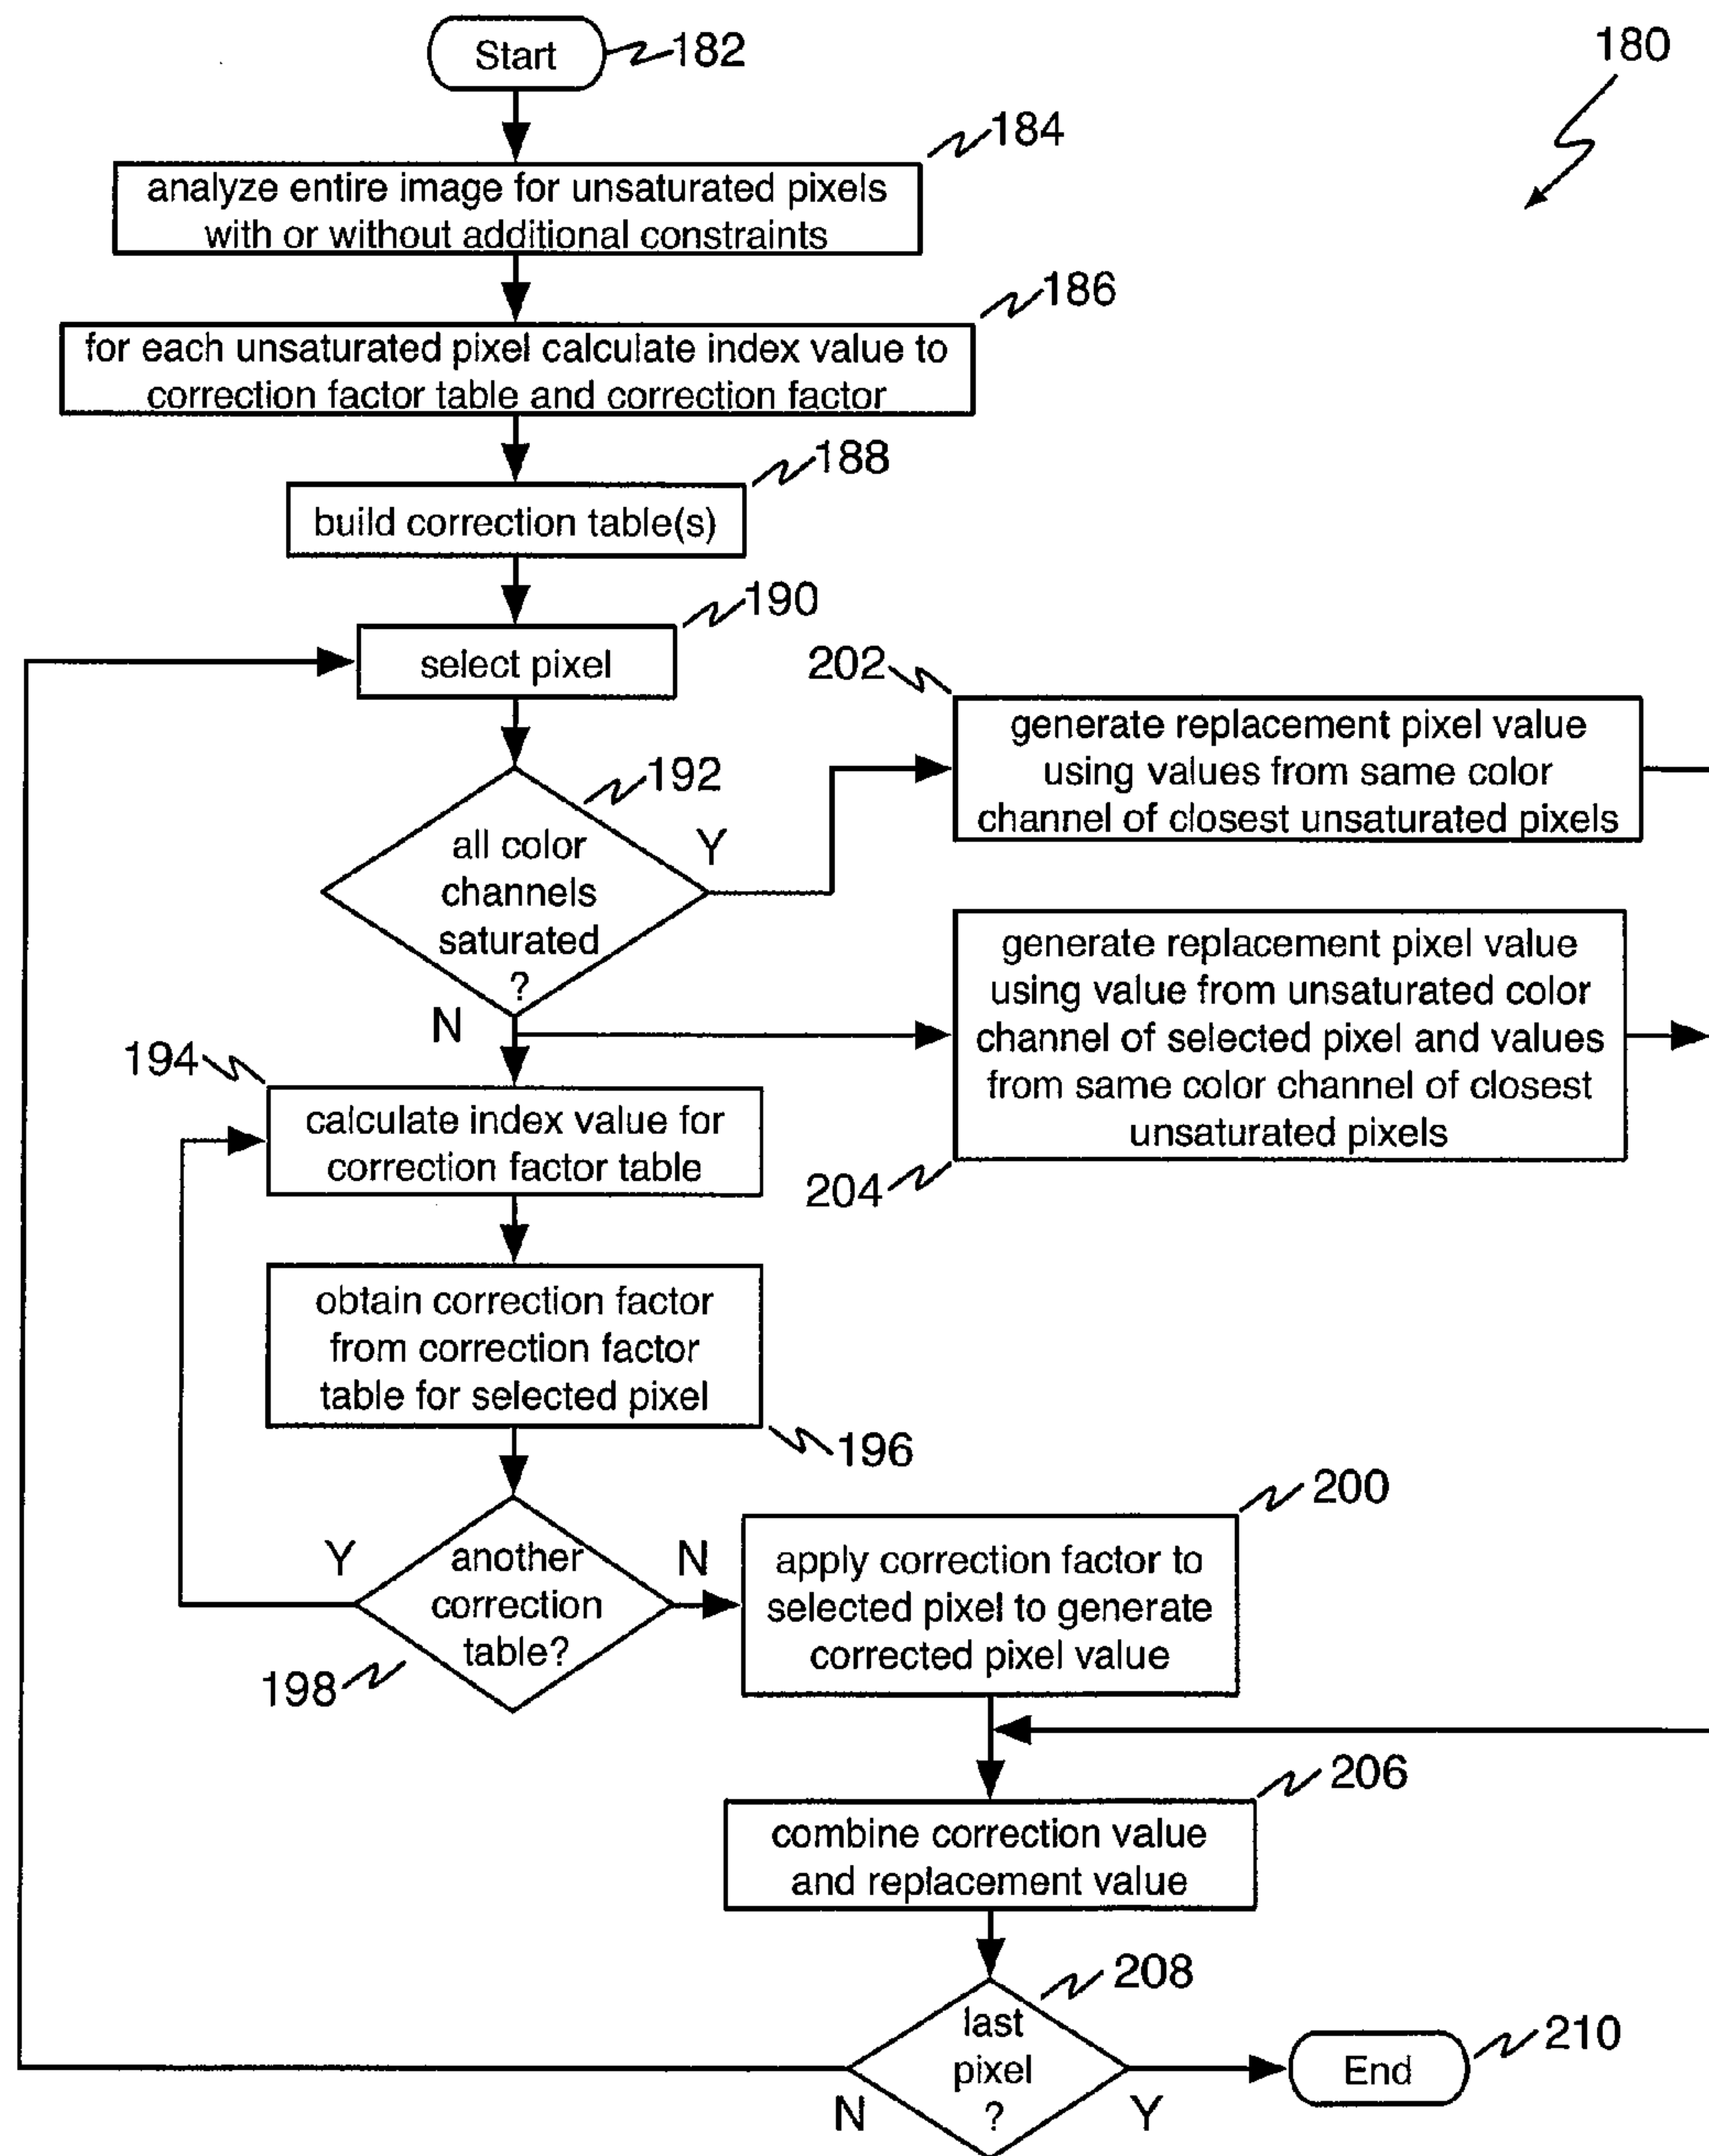 Start
182
180
184
analyze entire image for unsaturated pixels
with or without additional constraints
186
for each unsaturated pixel calculate index value to
correction factor table and correction factor
188
build correction table(s)
190
select pixel
192
all color
channels
saturated
?
Y
N
202
generate replacement pixel value
using values from same color
channel of closest unsaturated pixels
generate replacement pixel value
using value from unsaturated color
channel of selected pixel and values
from same color channel of closest
unsaturated pixels
204
194
calculate index value for
correction factor table
obtain correction factor
from correction factor
table for selected pixel
196
Y
another
correction
table?
N
198
200
apply correction factor to
selected pixel to generate
corrected pixel value
206
combine correction value
and replacement value
208
last
pixel
?
N
Y
End
210